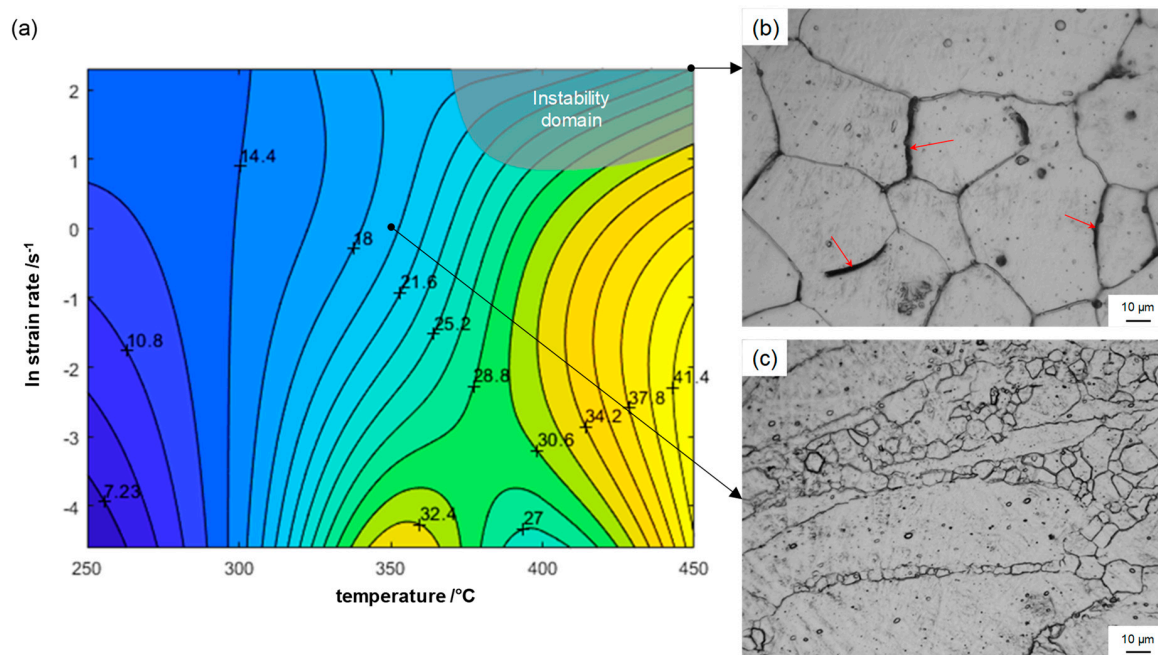 (a)
2
1
0
-1
-2
-3
-4
250
300
350
400
450
ln strain rate /s-1
temperature /°C
Instability
domain
14.4
18
21.6
10.8
25.2
28.8
41.4
37.8
34.2
30.6
7.23
32.4
27
(b)
10 µm
(c)
10 µm